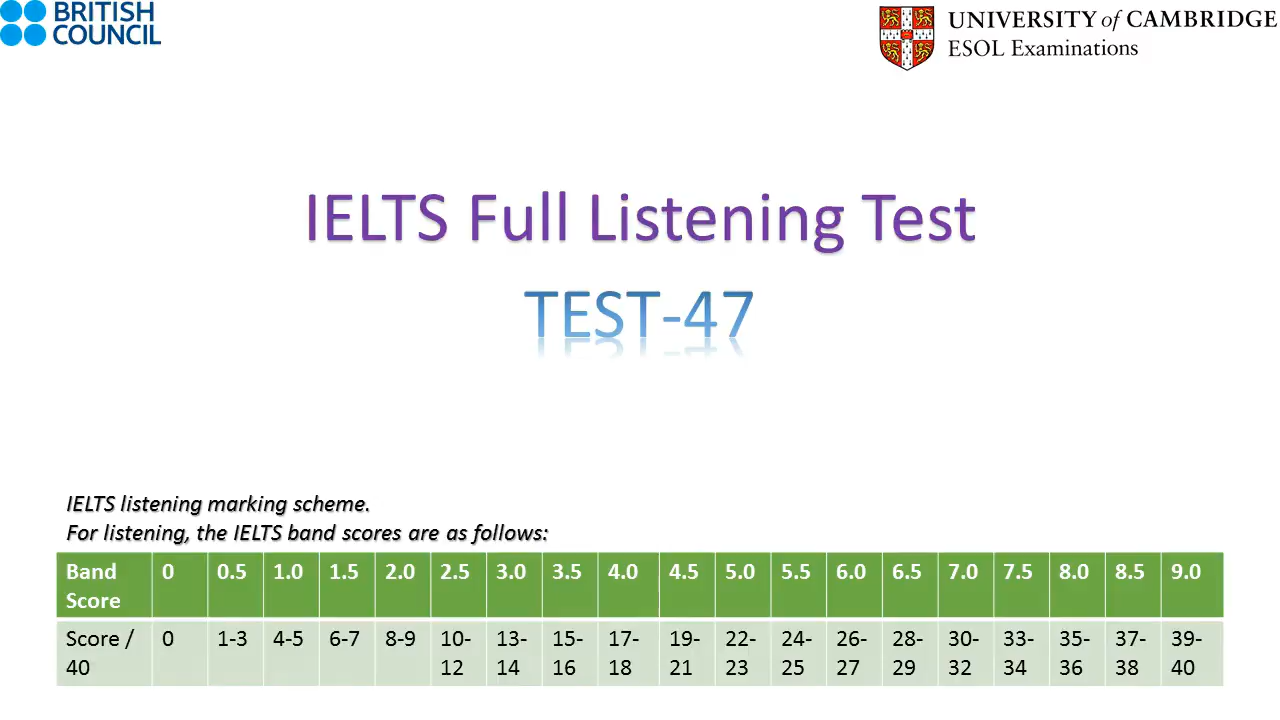 BRITISH
COUNCIL
UNIVERSITY of CAMBRIDGE
ESOL Examinations
IELTS Full Listening Test
TEST-47
IELTS listening marking scheme.
For listening, the IELTS band scores are as follows:
Band Score 0 0.5 1.0 1.5 2.0 2.5 3.0 3.5 4.0 4.5 5.0 5.5 6.0 6.5 7.0 7.5 8.0 8.5 9.0
Score / 40 0 1-3 4-5 6-7 8-9 10-12 13-14 15-16 17-18 19-21 22-23 24-25 26-27 28-29 30-32 33-34 35-36 37-38 39-40